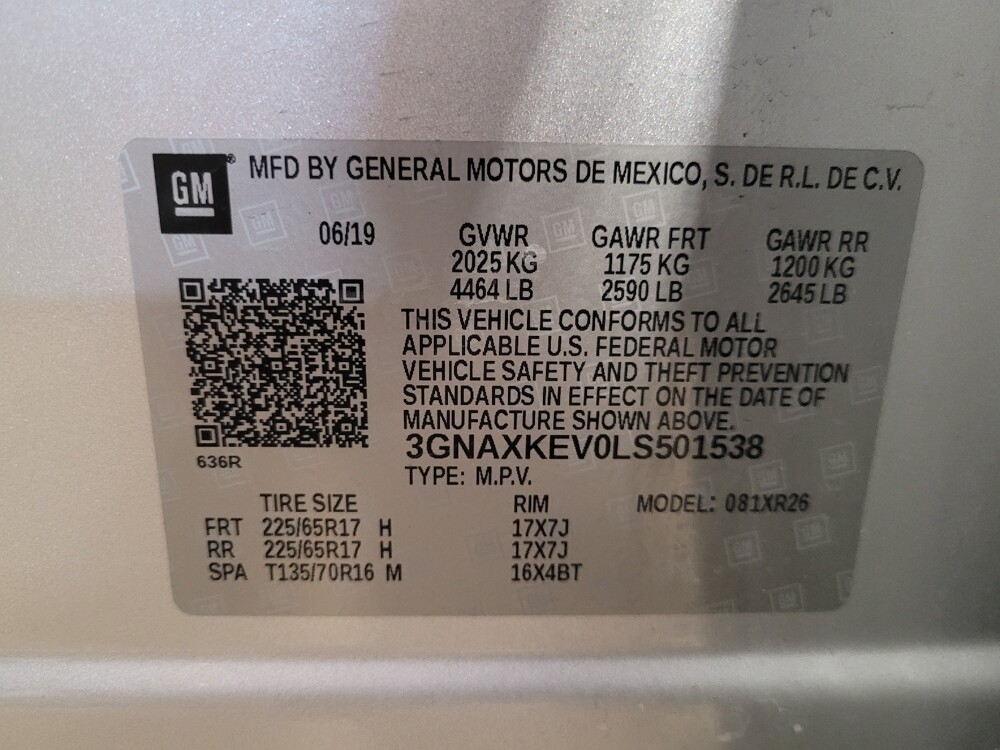 GM® MFD BY GENERAL MOTORS DE MEXICO, S. DE R.L. DE C.V.
06/19 GVWR GAWR FRT GAWR RR
2025 KG 1175 KG 1200 KG
4464 LB 2590 LB 2645 LB
THIS VEHICLE CONFORMS TO ALL
APPLICABLE U.S. FEDERAL MOTOR
VEHICLE SAFETY AND THEFT PREVENTION
STANDARDS IN EFFECT ON THE DATE OF
MANUFACTURE SHOWN ABOVE.
3GNAXKEV0LS501538
636R
TYPE: M.P.V.
TIRE SIZE RIM MODEL: 081XR26
FRT 225/65R17 H 17X7J
RR 225/65R17 H 17X7J
SPA T135/70R16 M 16X4BT